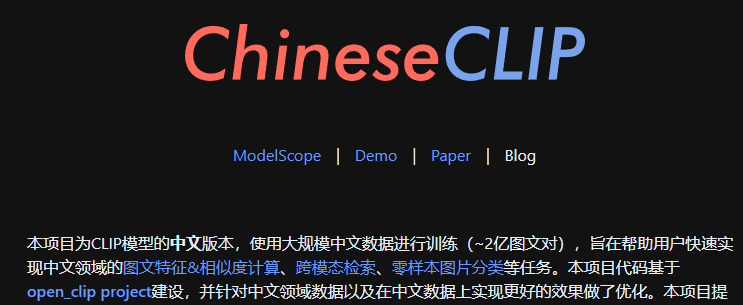 ChineseCLIP
ModelScope | Demo | Paper | Blog
本项目为CLIP模型的中文版本，使用大规模中文数据进行训练（~2亿图文对），旨在帮助用户快速实
现中文领域的图文特征&相似度计算、跨模态检索、零样本图片分类等任务。本项目代码基于
open_clip project建设，并针对中文领域数据以及在中文数据上实现更好的效果做了优化。本项目提